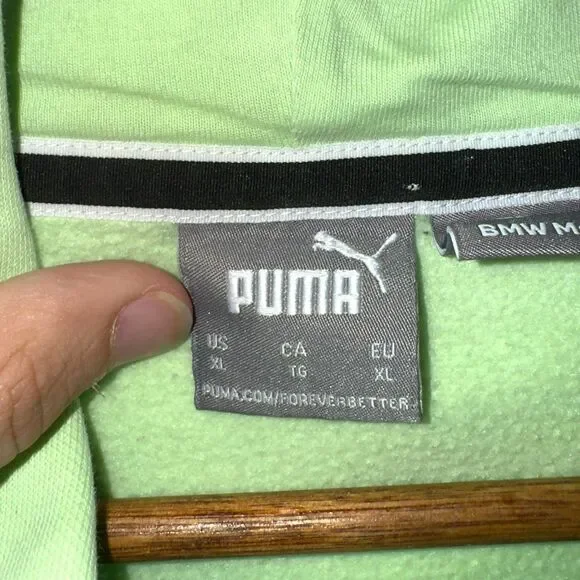 BMW M
PUMA
US CA EU
XL TG XL
PUMA.COM/FOREVERBETTER